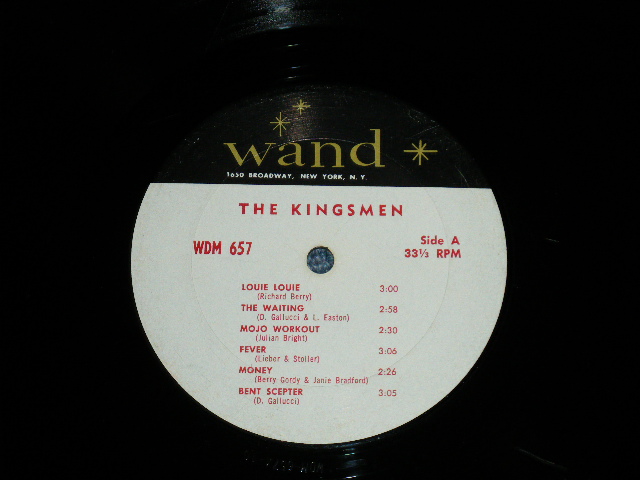 wand
1650 BROADWAY, NEW YORK, N. Y.
THE KINGSMEN
WDM 657
Side A
33⅓ RPM
LOUIE LOUIE 3:00
(Richard Berry)
THE WAITING 2:58
(D. Gallucci & L. Easton)
MOJO WORKOUT 2:30
(Julian Bright)
FEVER 3:06
(Lieber & Stoller)
MONEY 2:26
(Berry Gordy & Janie Bradford)
BENT SCEPTER 3:05
(D. Gallucci)